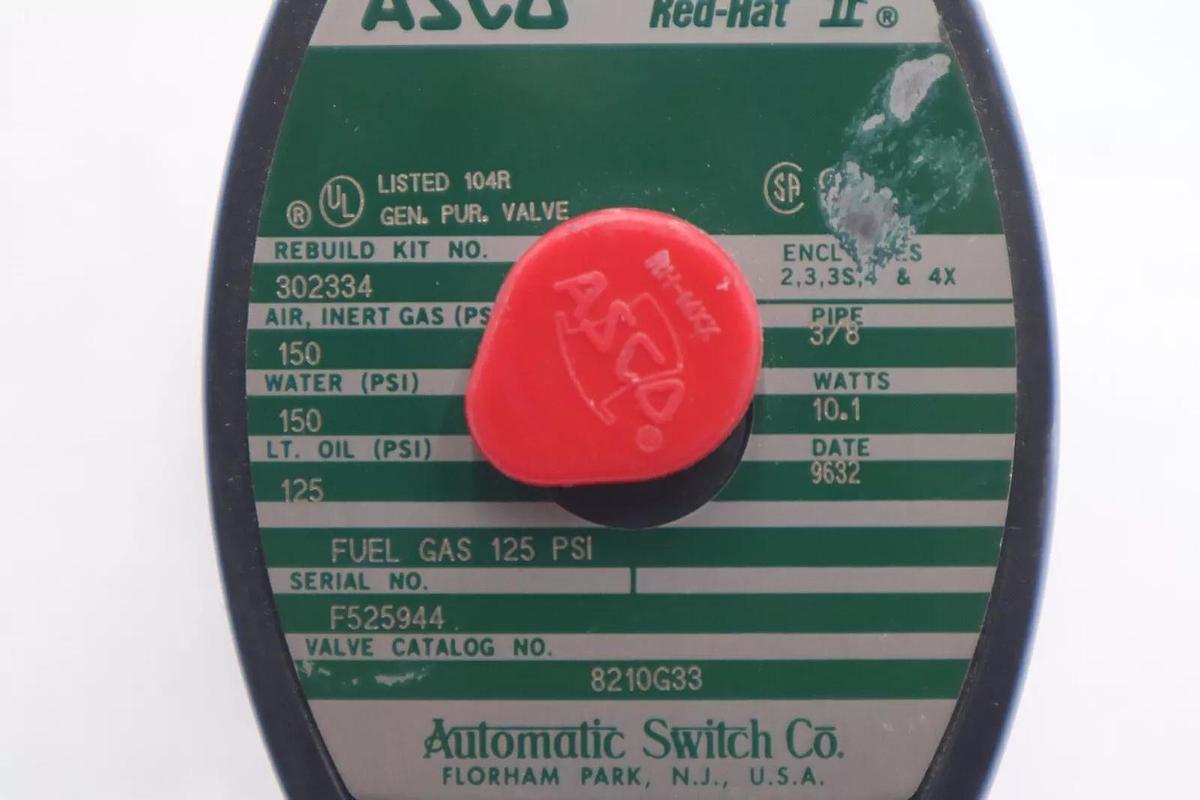 ASCO Red-Hat II ®
® UL LISTED 104R SA
GEN. PUR. VALVE
REBUILD KIT NO.
302334
2,3,3S,4 & 4X
AIR, INERT GAS (PS
150
PIPE
3/8
WATER (PSI)
150
WATTS
10.1
LT. OIL (PSI)
125
DATE
9632
ASCO
FUEL GAS 125 PSI
SERIAL NO.
F525944
VALVE CATALOG NO.
8210G33
Automatic Switch Co.
FLORHAM PARK, N.J., U.S.A.